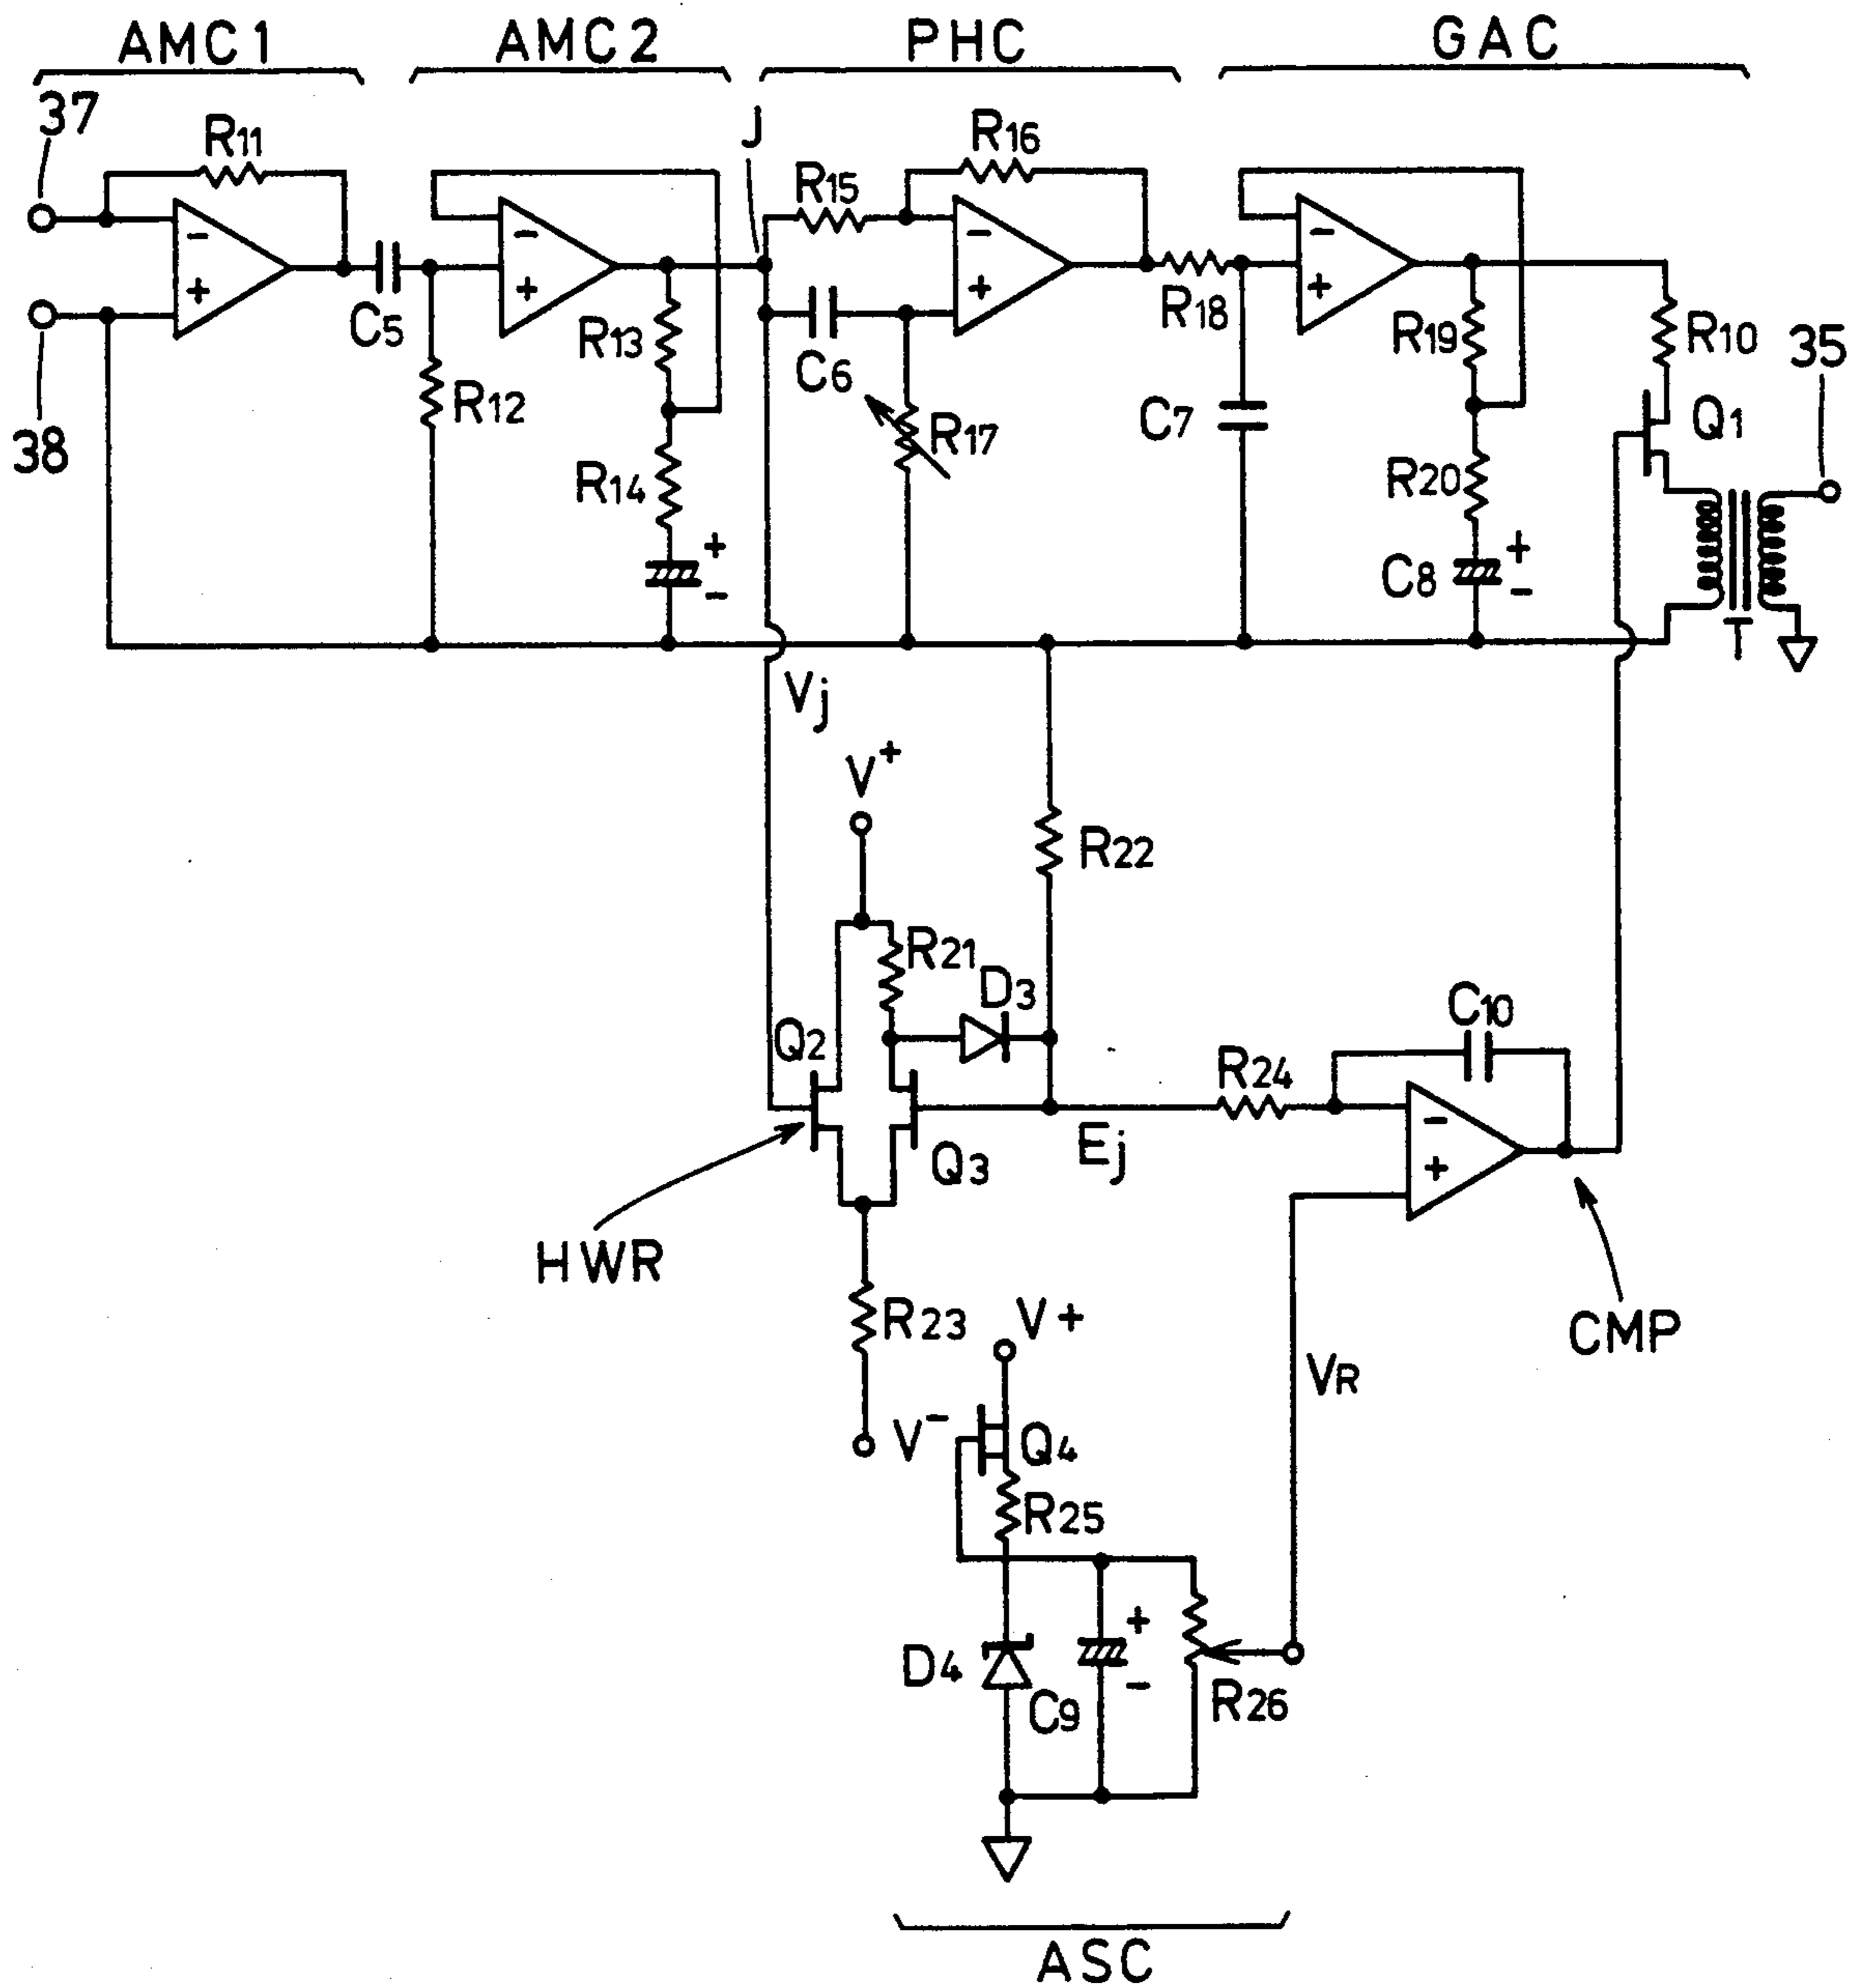 AMC1 AMC2 PHC GAC
37
R11
J
R16
R15
-
+
-
+
-
+
-
+
C5
R13
C6
R18
R19
R10
35
38
R12
R14
R17
C7
R20
Q1
+
-
C8
+
-
T
Vj
V+
R22
R21
D3
Q2
C10
R24
-
+
Ej
Q3
HWR
R23
V+
CMP
VR
V-
Q4
R25
+
-
D4
C9
R26
ASC